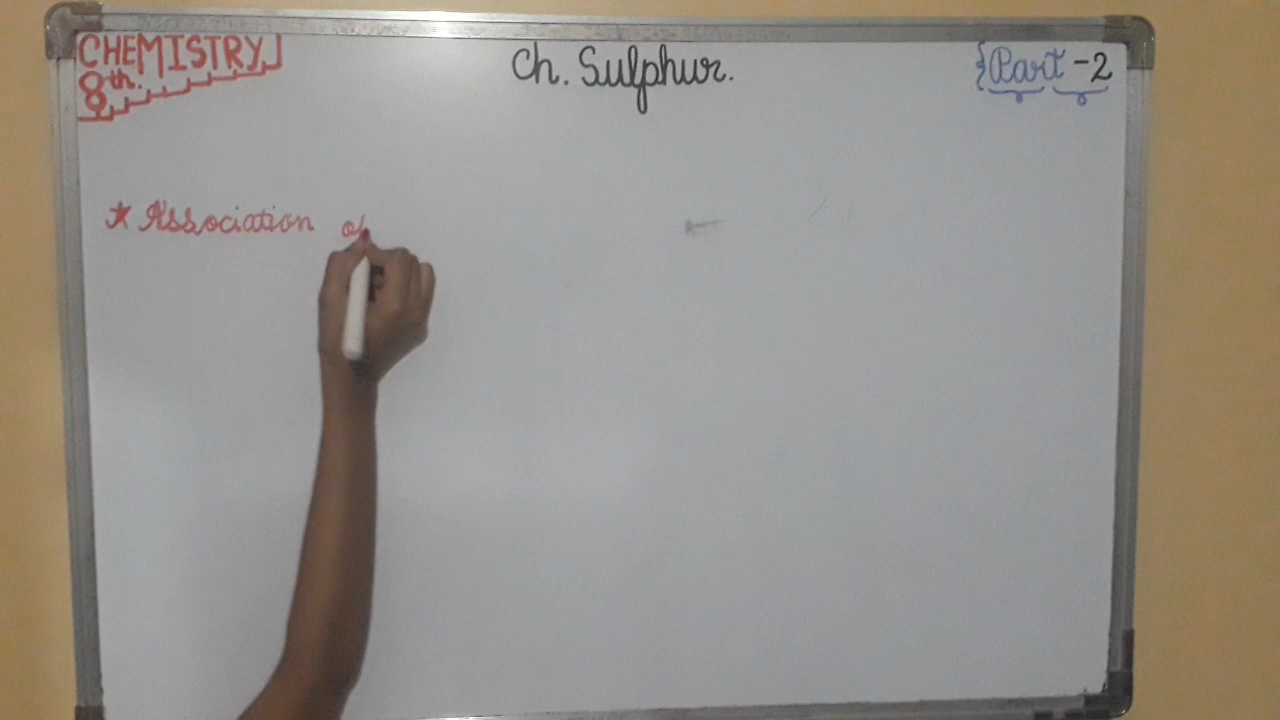 CHEMISTRY
8th.
Ch. Sulphur.
{Part-2
★ Association of